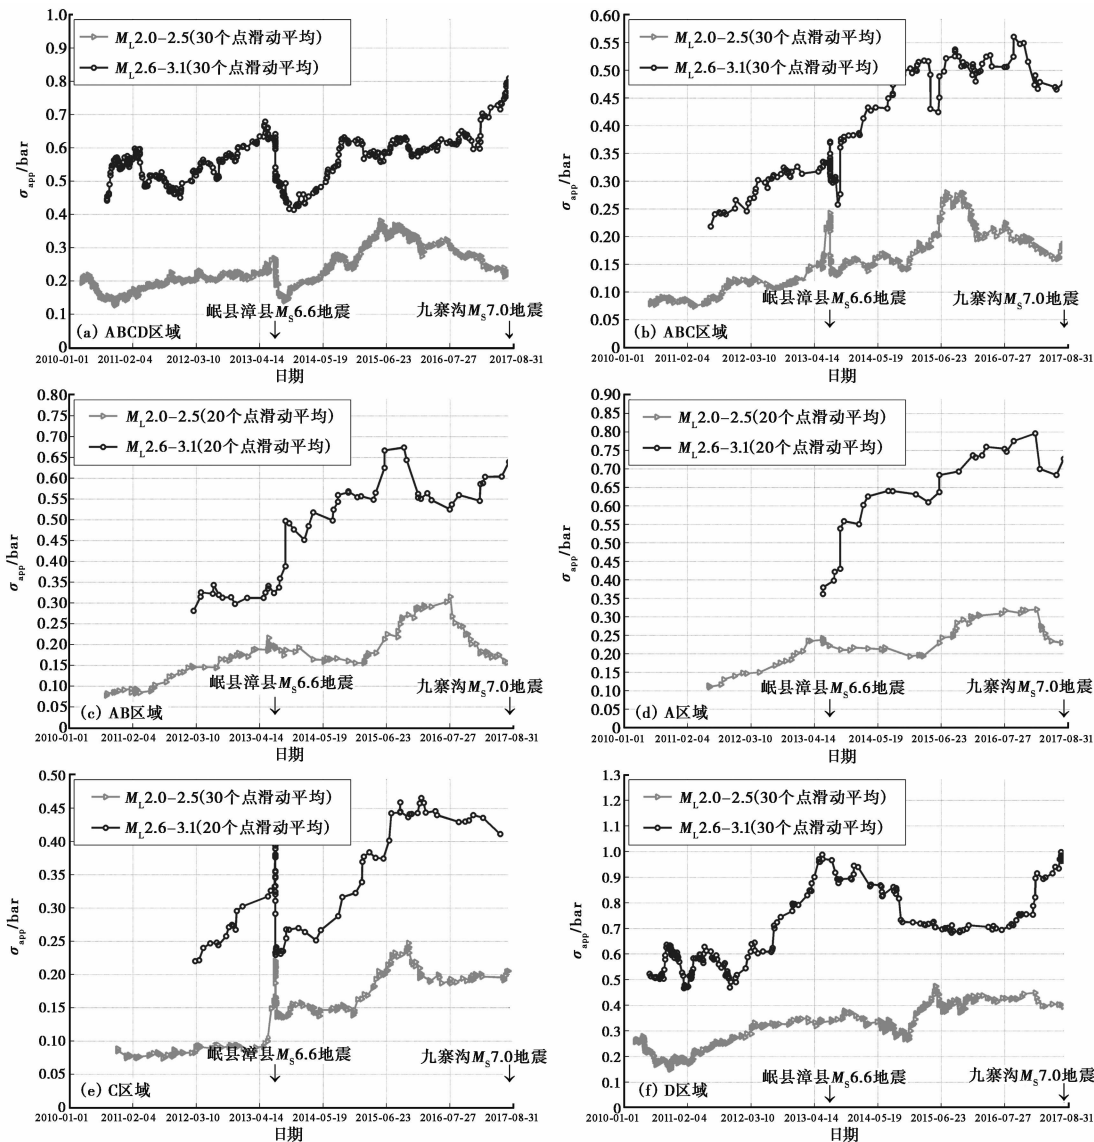 1.0
0.9
0.8
0.7
0.6
0.5
0.4
0.3
0.2
0.1
0
σapp/bar
ML2.0-2.5(30个点滑动平均)
ML2.6-3.1(30个点滑动平均)
岷县漳县MS6.6地震
九寨沟MS7.0地震
(a) ABCD区域
2010-01-01 2011-02-04 2012-03-10 2013-04-14 2014-05-19 2015-06-23 2016-07-27 2017-08-31
日期
0.60
0.55
0.50
0.45
0.40
0.35
0.30
0.25
0.20
0.15
0.10
0.05
0
σapp/bar
ML2.0-2.5(30个点滑动平均)
ML2.6-3.1(30个点滑动平均)
岷县漳县MS6.6地震
九寨沟MS7.0地震
(b) ABC区域
2010-01-01 2011-02-04 2012-03-10 2013-04-14 2014-05-19 2015-06-23 2016-07-27 2017-08-31
日期
0.80
0.75
0.70
0.65
0.60
0.55
0.50
0.45
0.40
0.35
0.30
0.25
0.20
0.15
0.10
0.05
0
σapp/bar
ML2.0-2.5(20个点滑动平均)
ML2.6-3.1(20个点滑动平均)
岷县漳县MS6.6地震
九寨沟MS7.0地震
(c) AB区域
2010-01-01 2011-02-04 2012-03-10 2013-04-14 2014-05-19 2015-06-23 2016-07-27 2017-08-31
日期
0.90
0.85
0.80
0.75
0.70
0.65
0.60
0.55
0.50
0.45
0.40
0.35
0.30
0.25
0.20
0.15
0.10
0.05
0
σapp/bar
ML2.0-2.5(20个点滑动平均)
ML2.6-3.1(20个点滑动平均)
岷县漳县MS6.6地震
九寨沟MS7.0地震
(d) A区域
2010-01-01 2011-02-04 2012-03-10 2013-04-14 2014-05-19 2015-06-23 2016-07-27 2017-08-31
日期
0.50
0.45
0.40
0.35
0.30
0.25
0.20
0.15
0.10
0.05
0
σapp/bar
ML2.0-2.5(30个点滑动平均)
ML2.6-3.1(20个点滑动平均)
岷县漳县MS6.6地震
九寨沟MS7.0地震
(e) C区域
2010-01-01 2011-02-04 2012-03-10 2013-04-14 2014-05-19 2015-06-23 2016-07-27 2017-08-31
日期
1.3
1.2
1.1
1.0
0.9
0.8
0.7
0.6
0.5
0.4
0.3
0.2
0.1
0
σapp/bar
ML2.0-2.5(30个点滑动平均)
ML2.6-3.1(30个点滑动平均)
岷县漳县MS6.6地震
九寨沟MS7.0地震
(f) D区域
2010-01-01 2011-02-04 2012-03-10 2013-04-14 2014-05-19 2015-06-23 2016-07-27 2017-08-31
日期